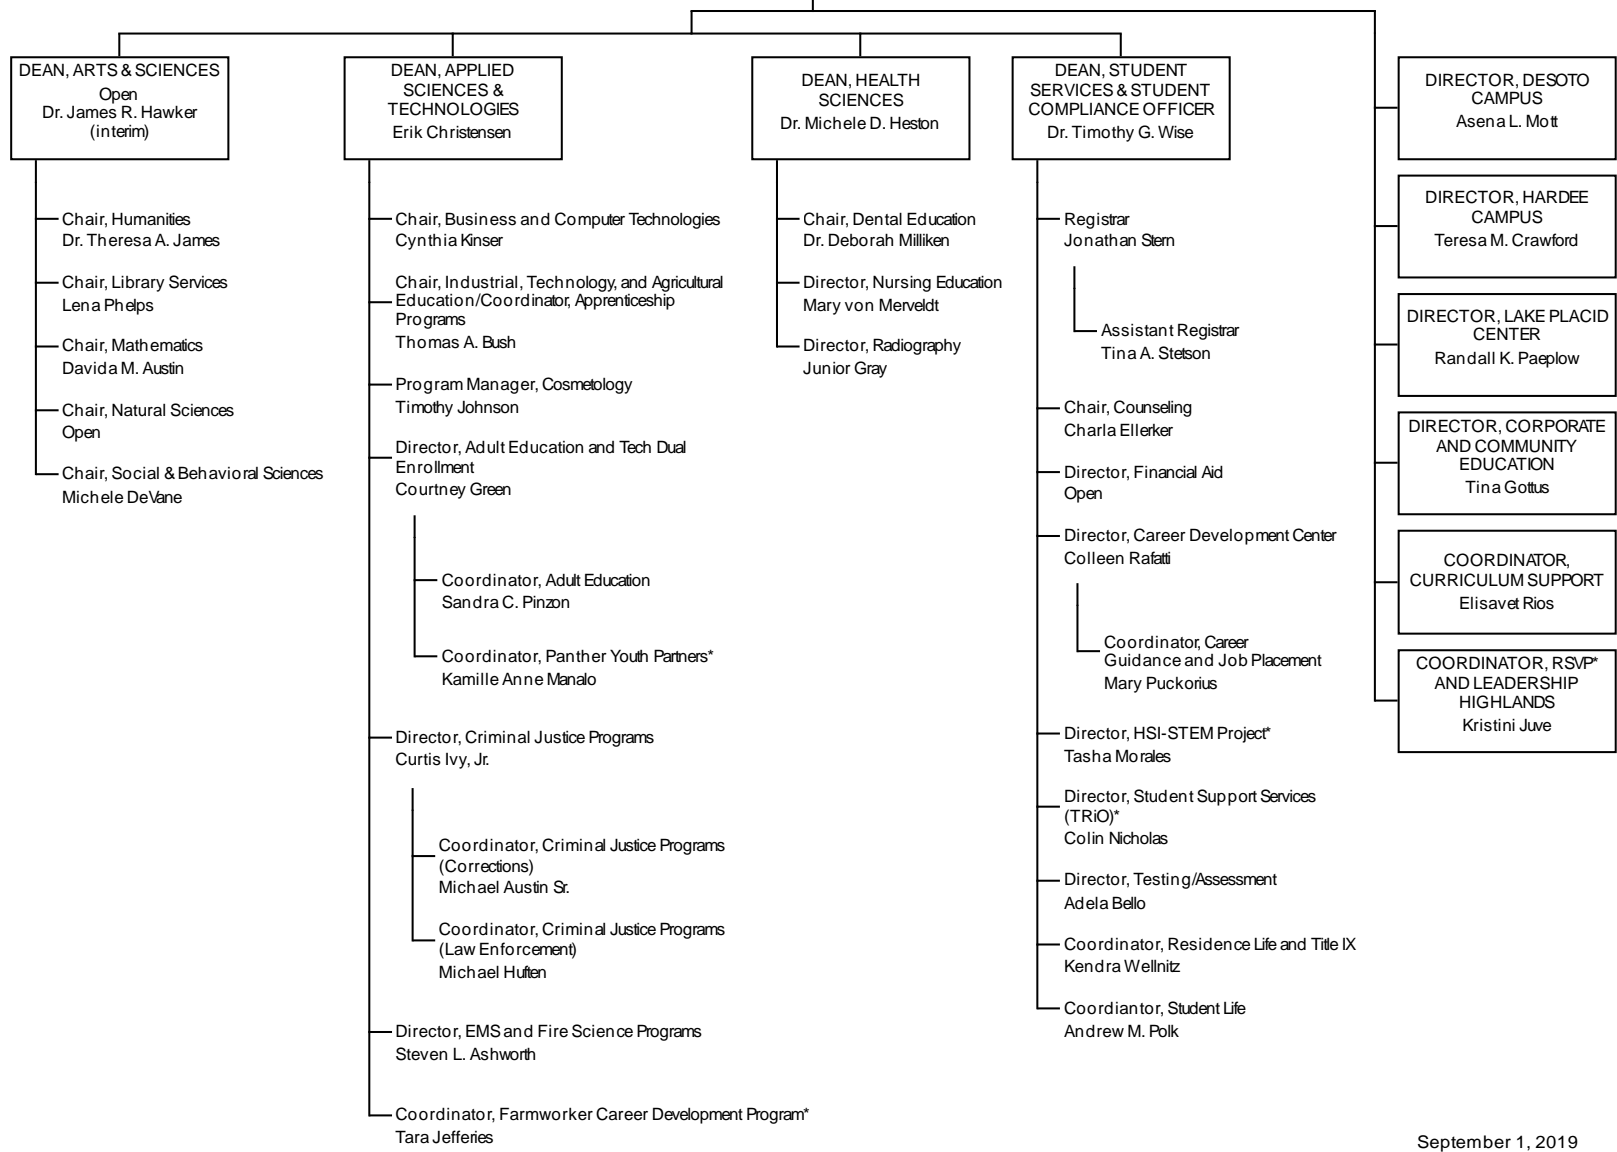 DEAN, ARTS & SCIENCES
Open
Dr. James R. Hawker
(interim)
Chair, Humanities
Dr. Theresa A. James
Chair, Library Services
Lena Phelps
Chair, Mathematics
Davida M. Austin
Chair, Natural Sciences
Open
Chair, Social & Behavioral Sciences
Michele DeVane
DEAN, APPLIED
SCIENCES &
TECHNOLOGIES
Erik Christensen
Chair, Business and Computer Technologies
Cynthia Kinser
Chair, Industrial, Technology, and Agricultural
Education/Coordinator, Apprenticeship
Programs
Thomas A. Bush
Program Manager, Cosmetology
Timothy Johnson
Director, Adult Education and Tech Dual
Enrollment
Courtney Green
Coordinator, Adult Education
Sandra C. Pinzon
Coordinator, Panther Youth Partners*
Kamille Anne Manalo
Director, Criminal Justice Programs
Curtis Ivy, Jr.
Coordinator, Criminal Justice Programs
(Corrections)
Michael Austin Sr.
Coordinator, Criminal Justice Programs
(Law Enforcement)
Michael Huften
Director, EMS and Fire Science Programs
Steven L. Ashworth
Coordinator, Farmworker Career Development Program*
Tara Jefferies
DEAN, HEALTH
SCIENCES
Dr. Michele D. Heston
Chair, Dental Education
Dr. Deborah Milliken
Director, Nursing Education
Mary von Merveldt
Director, Radiography
Junior Gray
DEAN, STUDENT
SERVICES & STUDENT
COMPLIANCE OFFICER
Dr. Timothy G. Wise
Registrar
Jonathan Stern
Assistant Registrar
Tina A. Stetson
Chair, Counseling
Charla Ellerker
Director, Financial Aid
Open
Director, Career Development Center
Colleen Rafatti
Coordinator, Career
Guidance and Job Placement
Mary Puckorius
Director, HSI-STEM Project*
Tasha Morales
Director, Student Support Services
(TRiO)*
Colin Nicholas
Director, Testing/Assessment
Adela Bello
Coordinator, Residence Life and Title IX
Kendra Wellnitz
Coordiantor, Student Life
Andrew M. Polk
DIRECTOR, DESOTO
CAMPUS
Asena L. Mott
DIRECTOR, HARDEE
CAMPUS
Teresa M. Crawford
DIRECTOR, LAKE PLACID
CENTER
Randall K. Paeplow
DIRECTOR, CORPORATE
AND COMMUNITY
EDUCATION
Tina Gottus
COORDINATOR,
CURRICULUM SUPPORT
Elisavet Rios
COORDINATOR, RSVP*
AND LEADERSHIP
HIGHLANDS
Kristini Juve
September 1, 2019